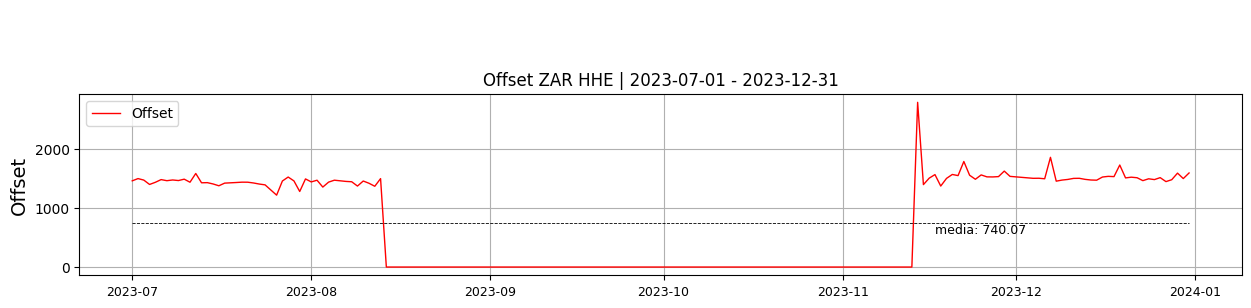 Offset ZAR HHE | 2023-07-01 - 2023-12-31
Offset
Offset
2000
1000
0
media: 740.07
2023-07 2023-08 2023-09 2023-10 2023-11 2023-12 2024-01